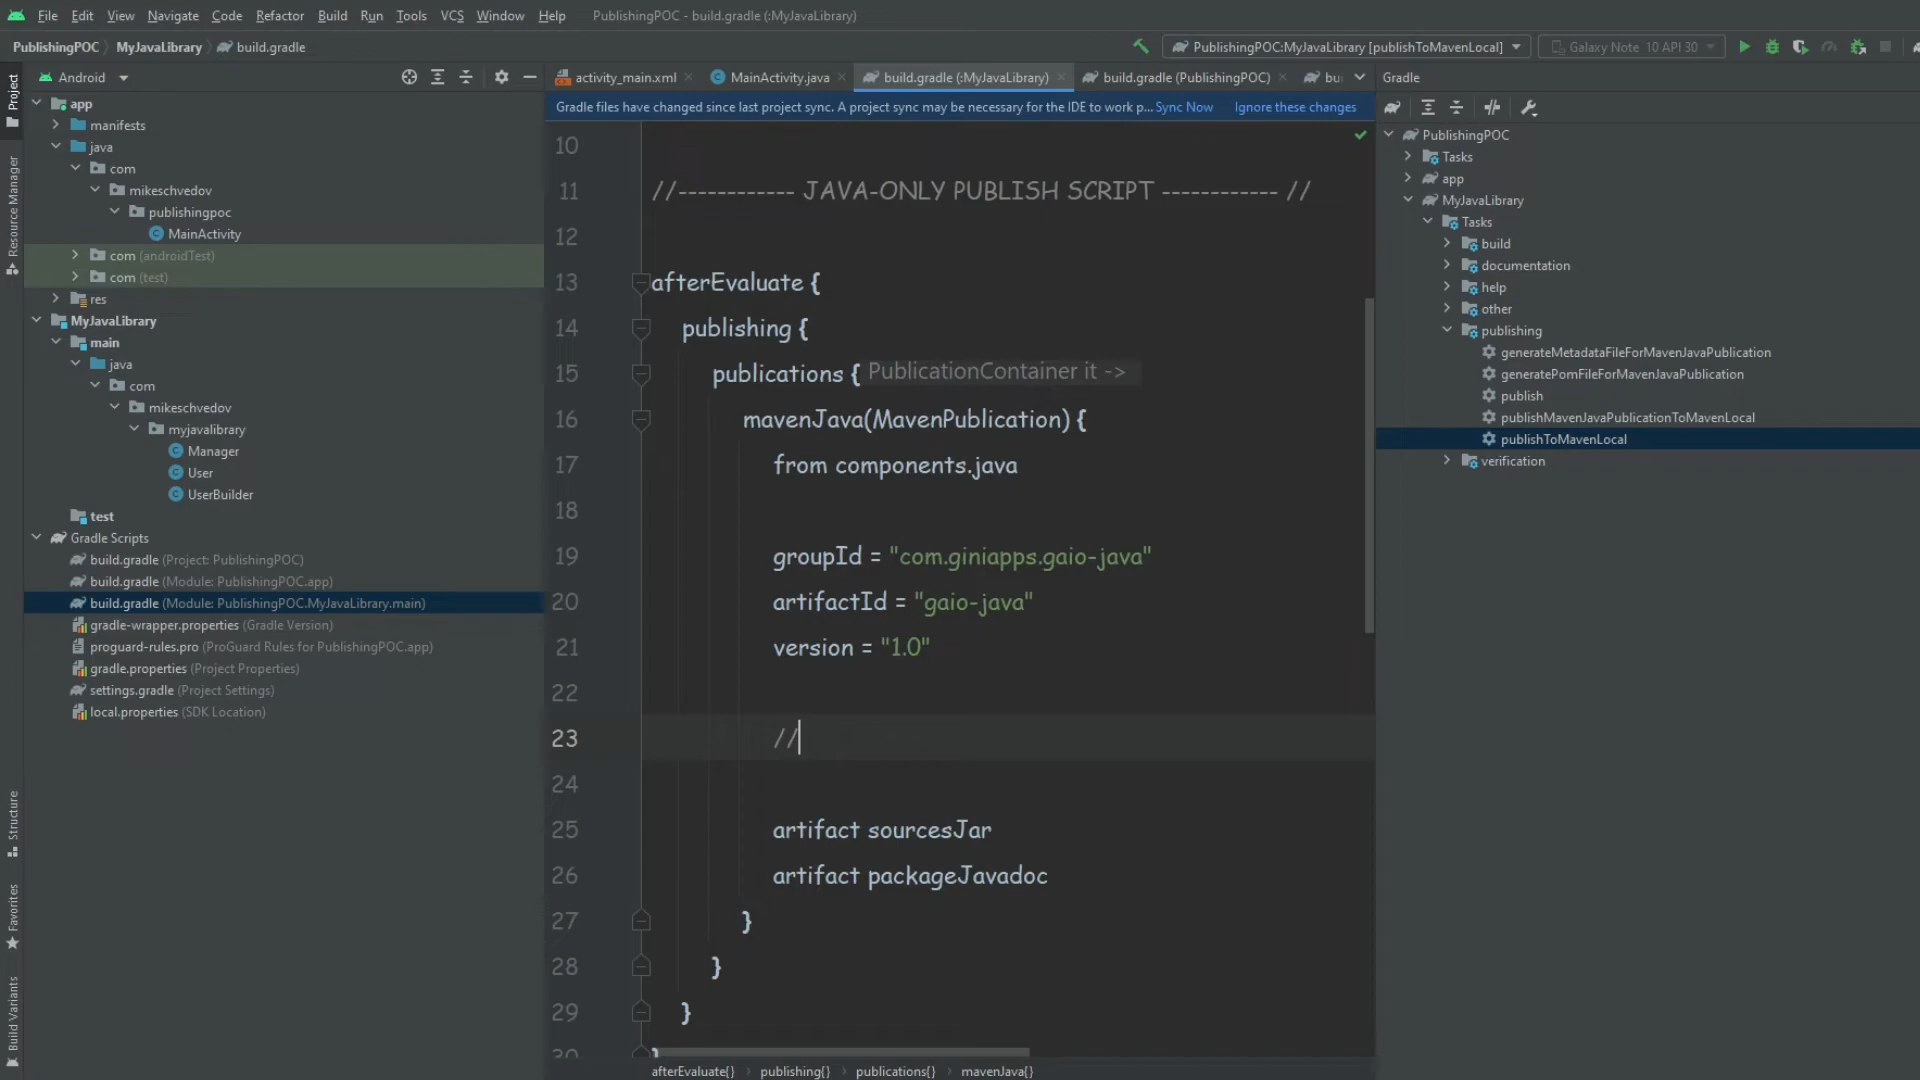 File Edit View Navigate Code Refactor Build Run Tools VCS Window Help PublishingPOC - build.gradle (:MyJavaLibrary)
PublishingPOC MyJavaLibrary build.gradle
PublishingPOC:MyJavaLibrary [publishToMavenLocal] Galaxy Note 10 API 30
Project
Resource Manager
Structure
Favorites
Build Variants
Android
app
manifests
java
com
mikeschvedov
publishingpoc
MainActivity
com (androidTest)
com (test)
res
MyJavaLibrary
main
java
com
mikeschvedov
myjavalibrary
Manager
User
UserBuilder
test
Gradle Scripts
build.gradle (Project: PublishingPOC)
build.gradle (Module: PublishingPOC.app)
build.gradle (Module: PublishingPOC.MyJavaLibrary.main)
gradle-wrapper.properties (Gradle Version)
proguard-rules.pro (ProGuard Rules for PublishingPOC.app)
gradle.properties (Project Properties)
settings.gradle (Project Settings)
local.properties (SDK Location)
activity_main.xml MainActivity.java build.gradle (:MyJavaLibrary) build.gradle (PublishingPOC) bu
Gradle files have changed since last project sync. A project sync may be necessary for the IDE to work p... Sync Now Ignore these changes
10
11 //------------ JAVA-ONLY PUBLISH SCRIPT ------------ //
12
13 afterEvaluate {
14 publishing {
15 publications { PublicationContainer it ->
16 mavenJava(MavenPublication) {
17 from components.java
18
19 groupId = "com.giniapps.gaio-java"
20 artifactId = "gaio-java"
21 version = "1.0"
22
23 //
24
25 artifact sourcesJar
26 artifact packageJavadoc
27 }
28 }
29 }
30 }
afterEvaluate{} publishing{} publications{} mavenJava{}
Gradle
PublishingPOC
Tasks
app
MyJavaLibrary
Tasks
build
documentation
help
other
publishing
generateMetadataFileForMavenJavaPublication
generatePomFileForMavenJavaPublication
publish
publishMavenJavaPublicationToMavenLocal
publishToMavenLocal
verification